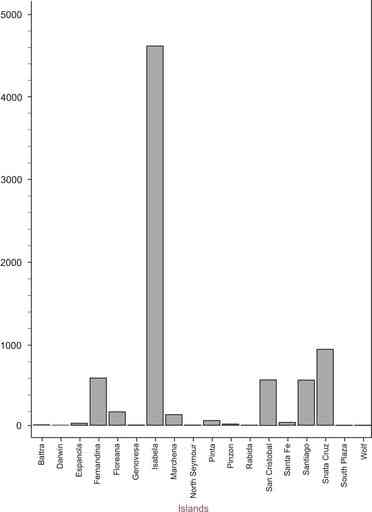 5000
4000
3000
2000
1000
0
Baltra
Darwin
Espanola
Fernandina
Floreana
Genovesa
Isabela
Marchena
North Seymour
Pinta
Pinzon
Rabida
San Cristobal
Santa Fe
Santiago
Snata Cruz
South Plaza
Wolf
Islands